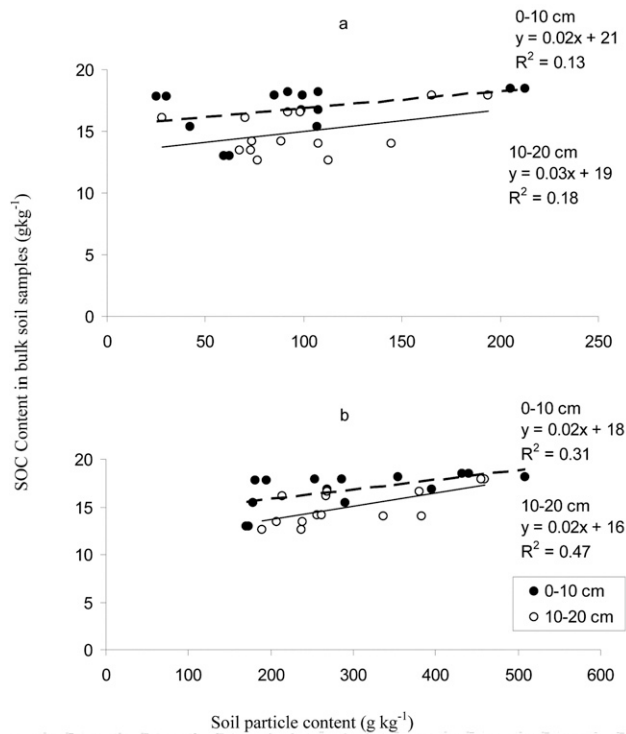 a
0-10 cm
y = 0.02x + 21
R² = 0.13
20
15
10
5
0
10-20 cm
y = 0.03x + 19
R² = 0.18
0 50 100 150 200 250
SOC Content in bulk soil samples (gkg⁻¹)
b
0-10 cm
y = 0.02x + 18
R² = 0.31
20
15
10
5
0
10-20 cm
y = 0.02x + 16
R² = 0.47
0-10 cm
10-20 cm
0 100 200 300 400 500 600
Soil particle content (g kg⁻¹)